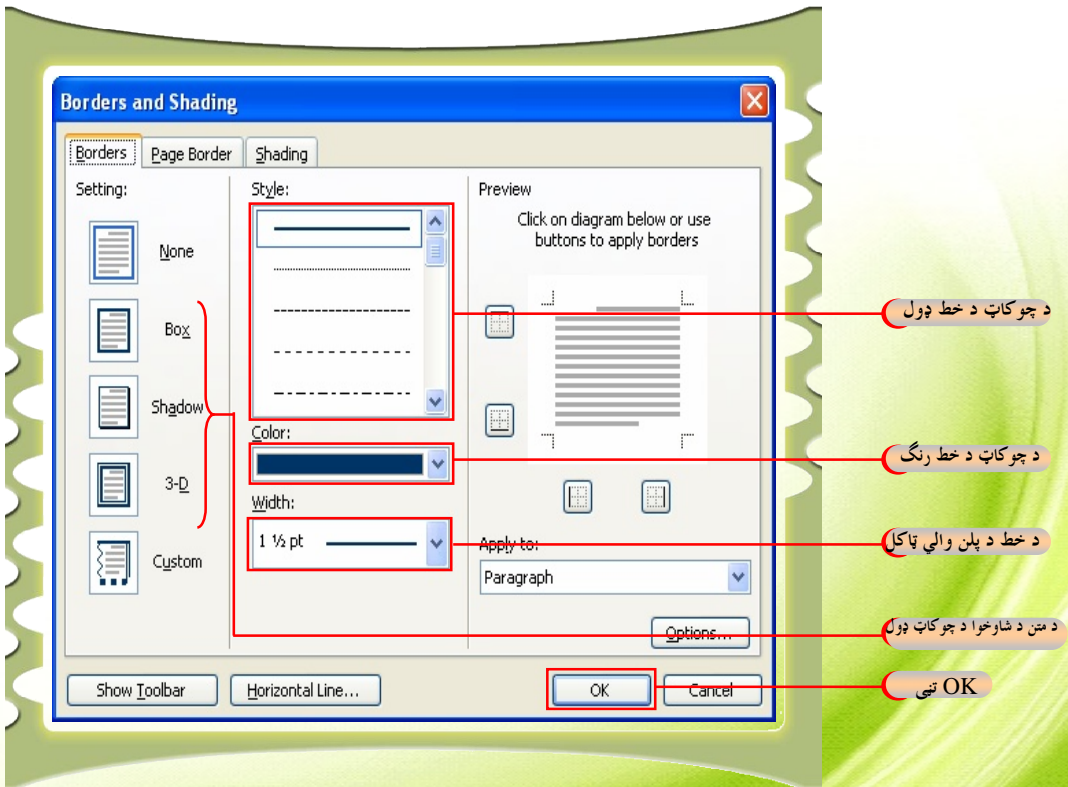 Borders and Shading
Borders
Page Border
Shading
Setting:
None
Box
Shadow
3-D
Custom
Style:
Color:
Width:
1 ½ pt
Preview
Click on diagram below or use
buttons to apply borders
Apply to:
Paragraph
Options...
Show Toolbar
Horizontal Line...
OK
Cancel
د چوکاټ د خط ډول
د چوکاټ د خط رنگ
د خط د پلن والي ټاکل
د متن د شاوخوا د چوکاټ ډول
OK تڼۍ